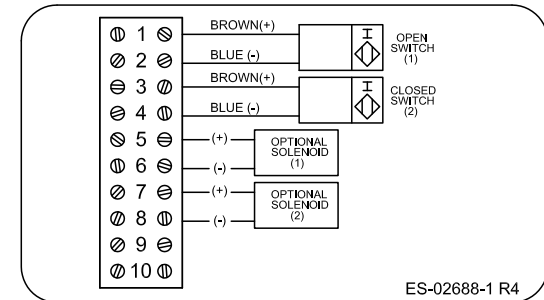 1 BROWN(+)
2 BLUE (-)
OPEN
SWITCH
(1)
3 BROWN(+)
4 BLUE (-)
CLOSED
SWITCH
(2)
5 (+)
6 (-)
OPTIONAL
SOLENOID
(1)
7 (+)
8 (-)
OPTIONAL
SOLENOID
(2)
9
10
ES-02688-1 R4